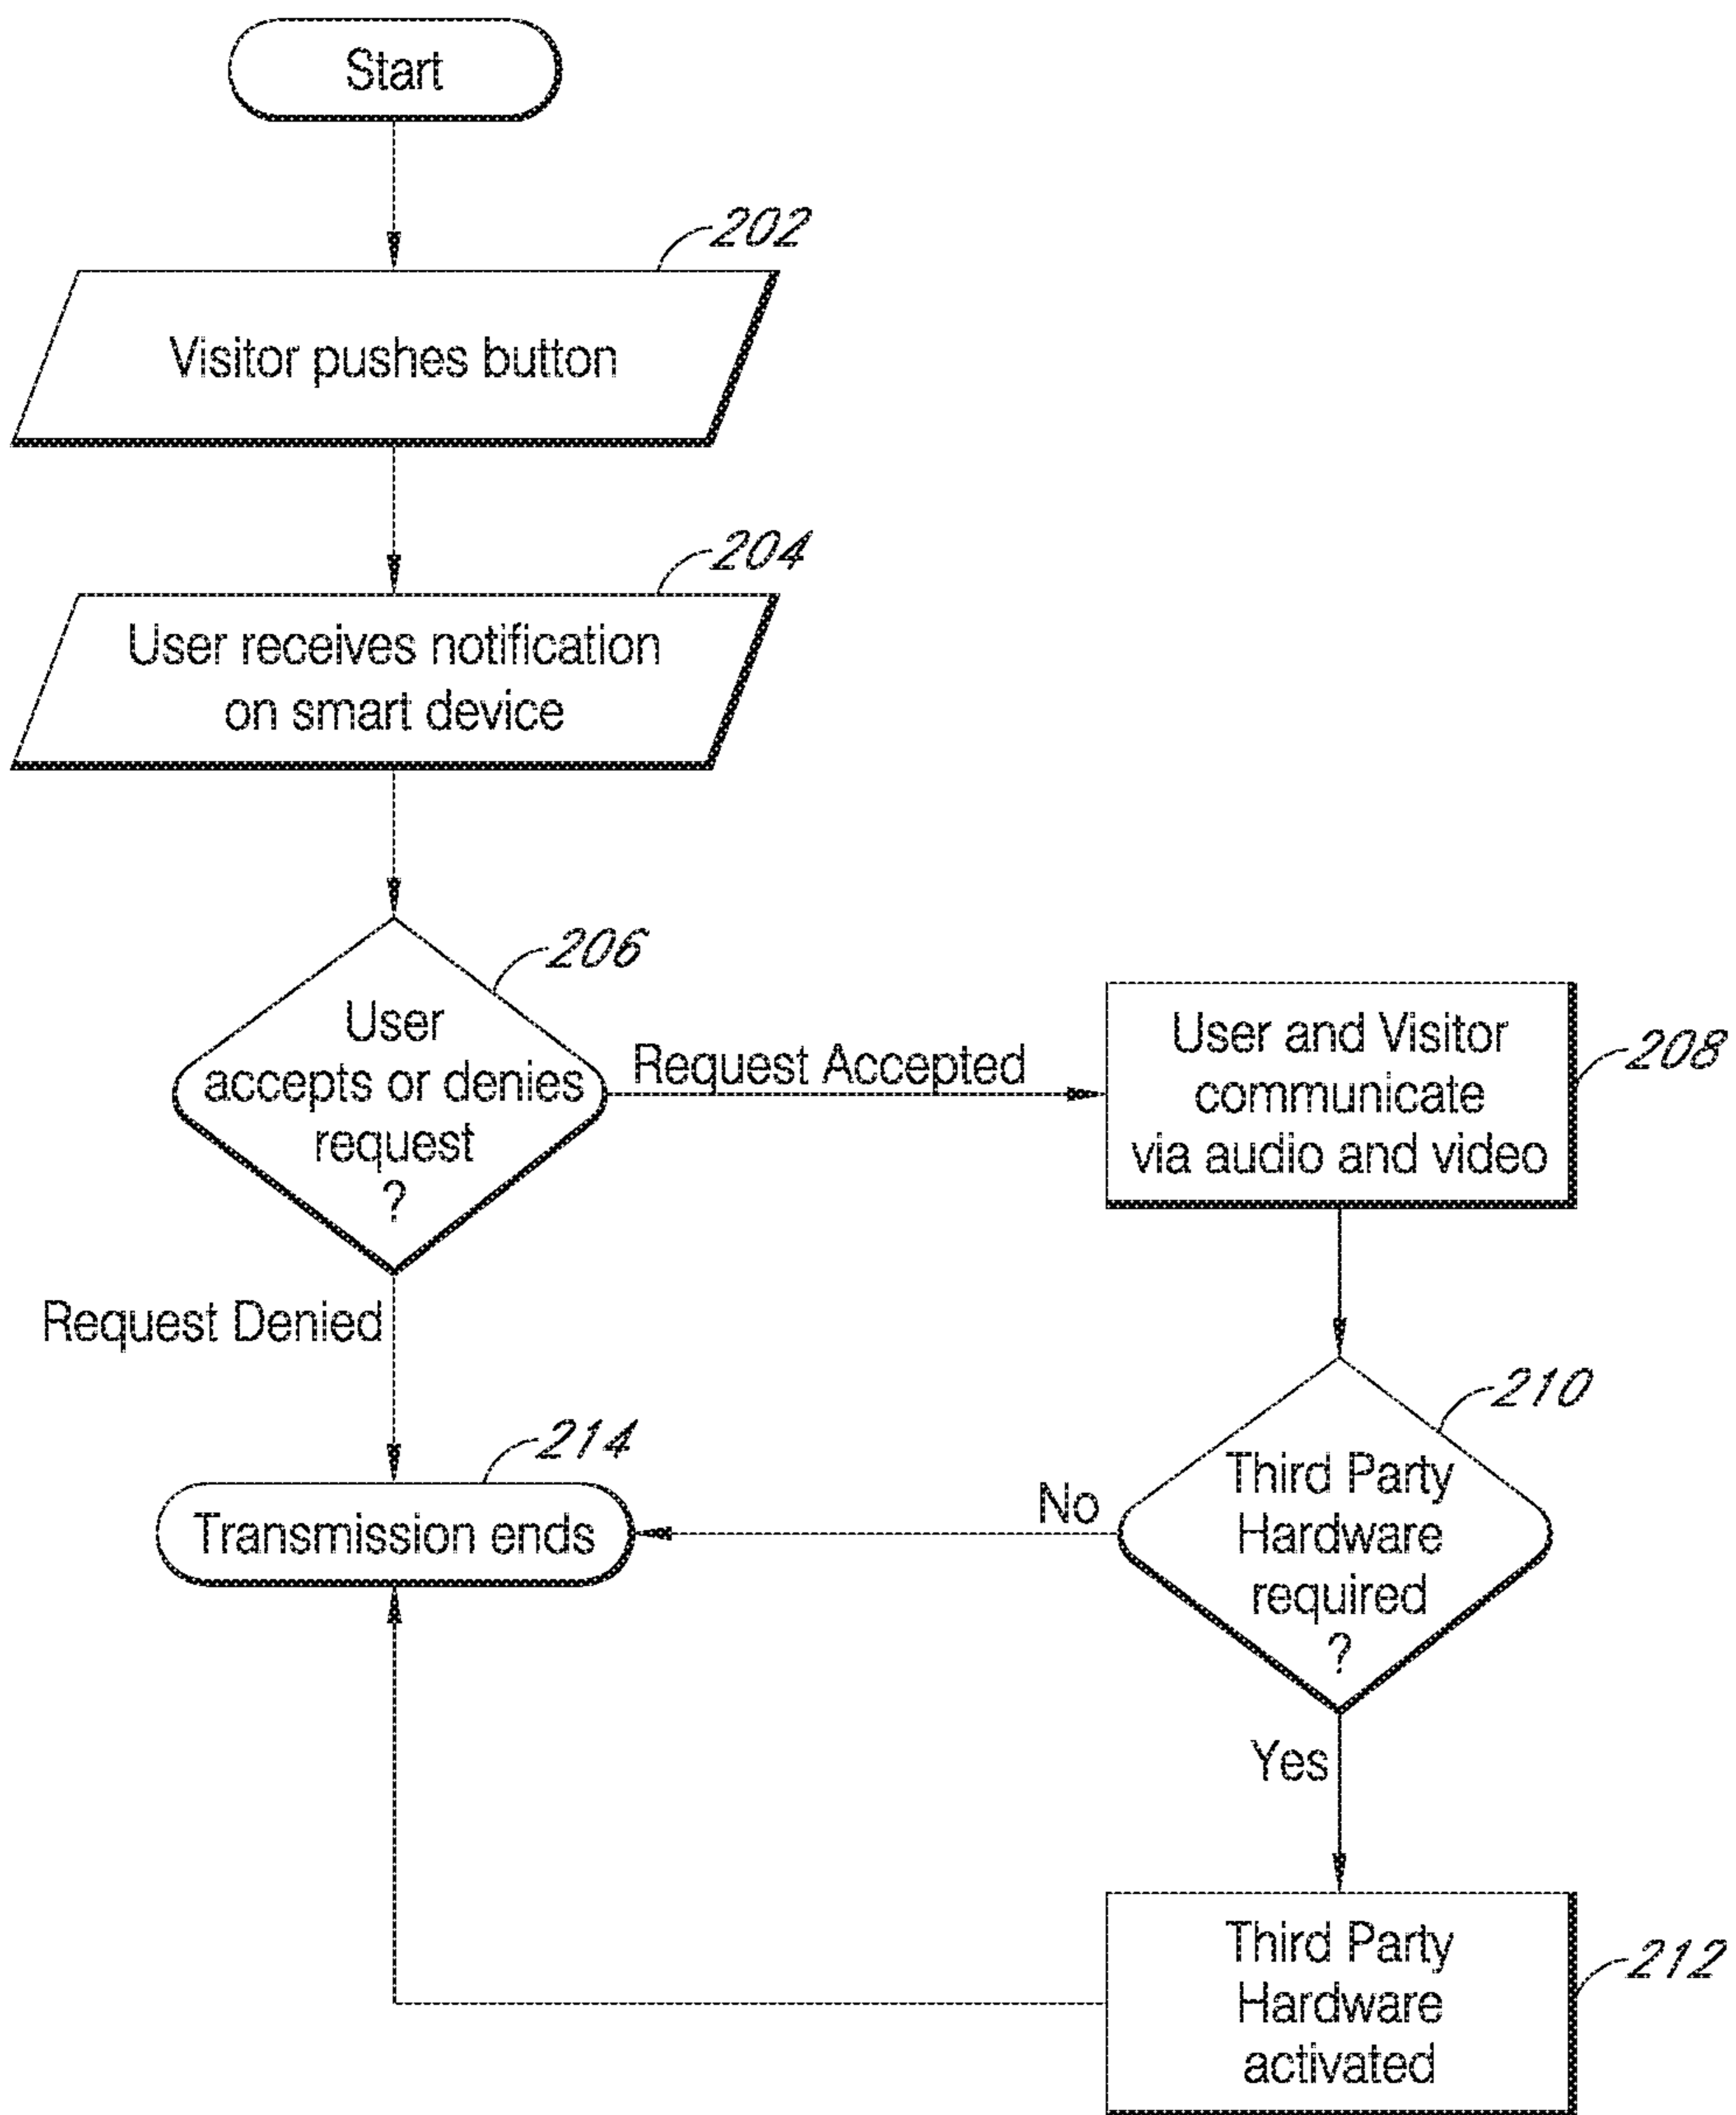 Start
202
Visitor pushes button
204
User receives notification
on smart device
206
User
accepts or denies
request
?
Request Accepted
User and Visitor
communicate
via audio and video
208
Request Denied
214
Transmission ends
No
210
Third Party
Hardware
required
?
Yes
Third Party
Hardware
activated
212